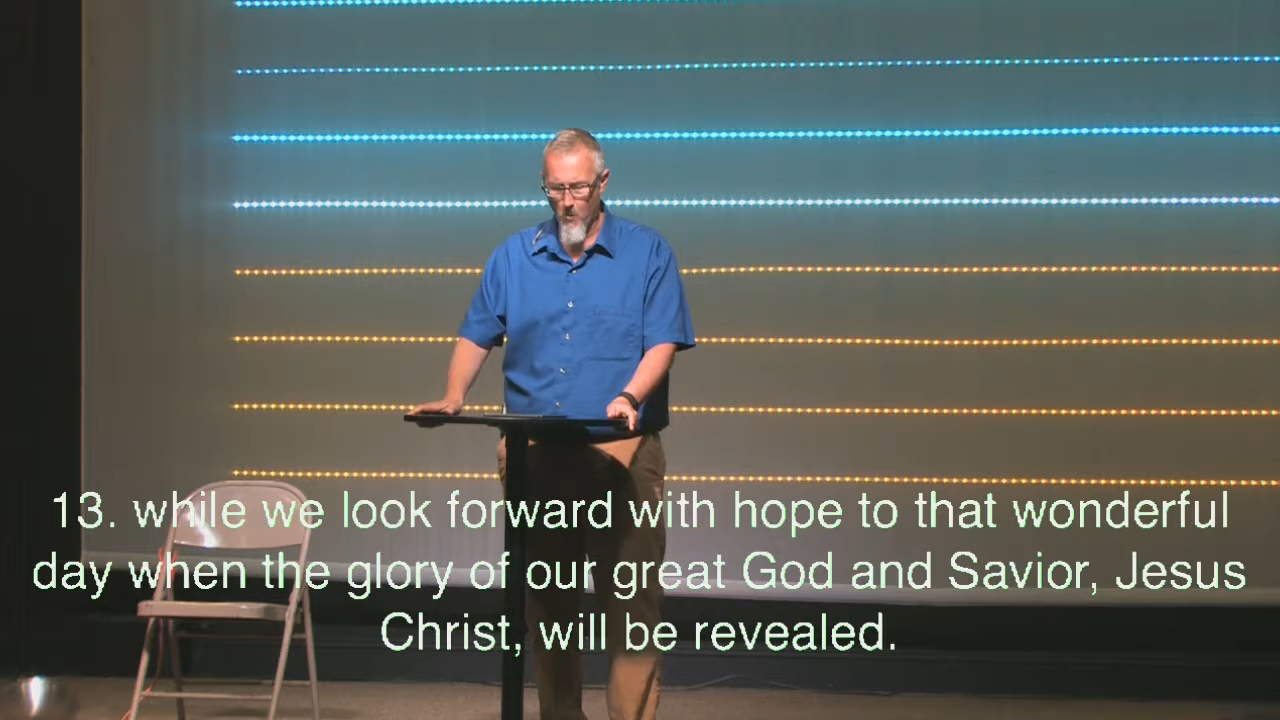 13. while we look forward with hope to that wonderful
day when the glory of our great God and Savior, Jesus
Christ, will be revealed.